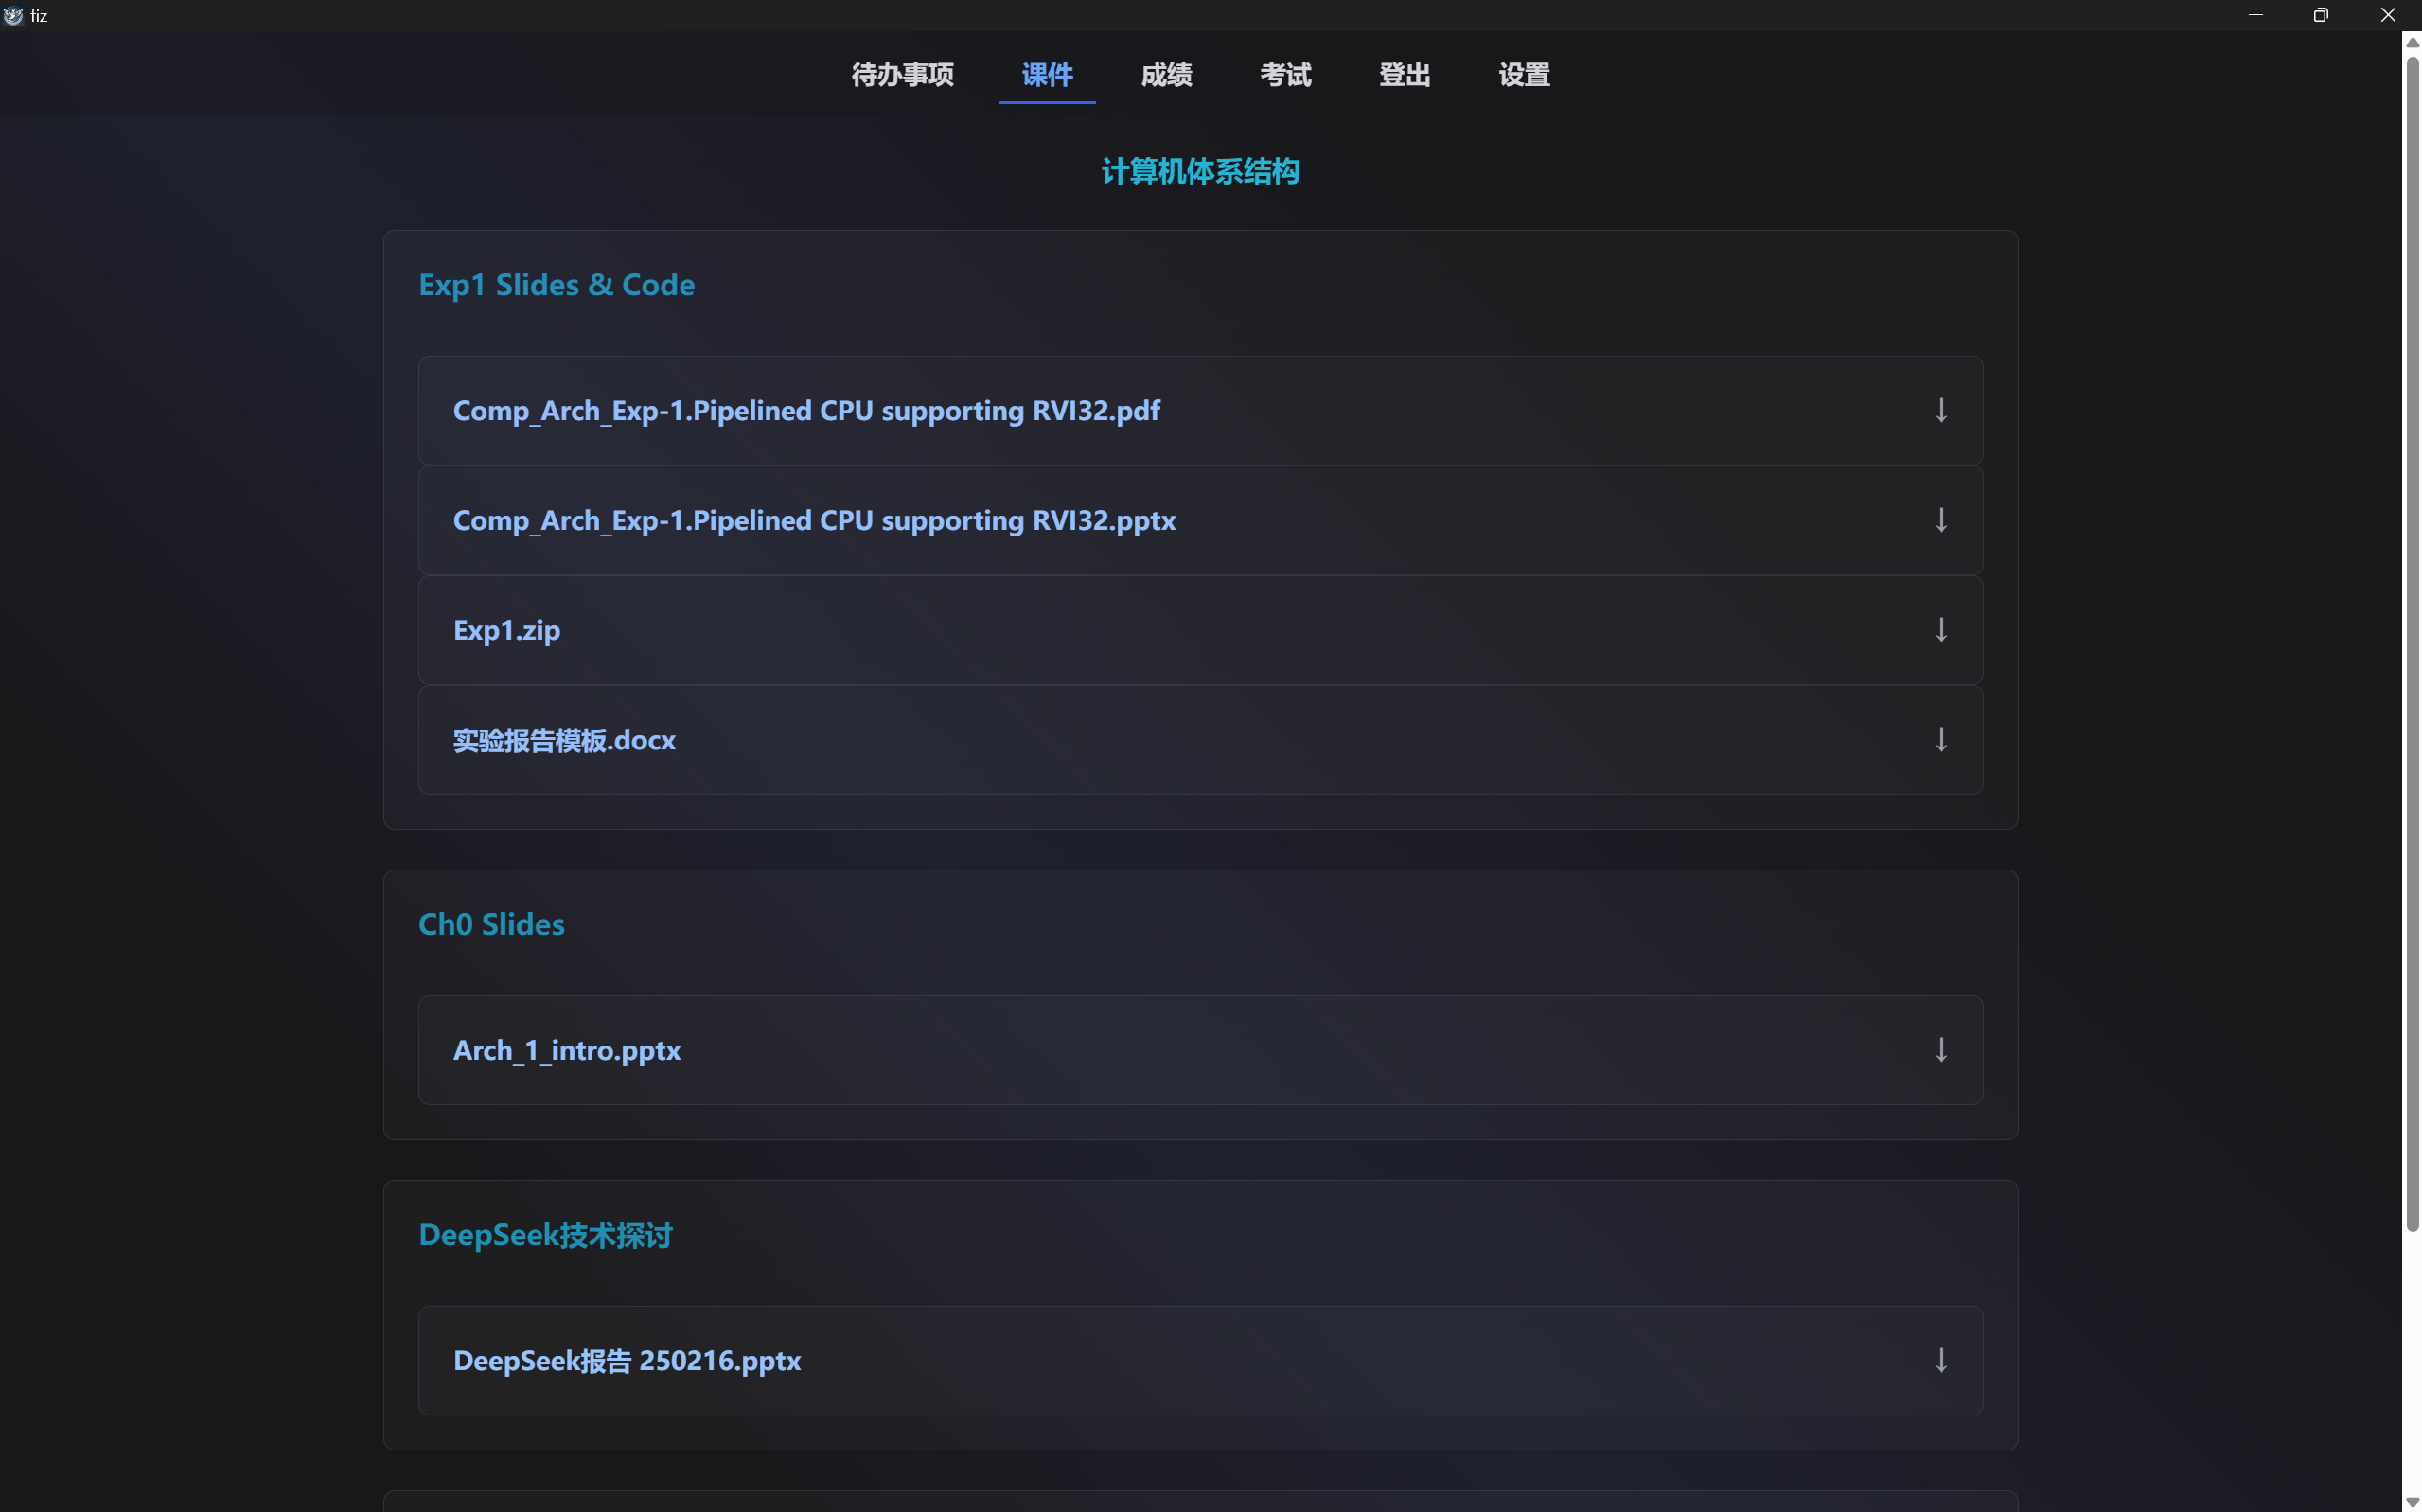 fiz
待办事项 课件 成绩 考试 登出 设置
计算机体系结构
Exp1 Slides & Code
Comp_Arch_Exp-1.Pipelined CPU supporting RVI32.pdf ↓
Comp_Arch_Exp-1.Pipelined CPU supporting RVI32.pptx ↓
Exp1.zip ↓
实验报告模板.docx ↓
Ch0 Slides
Arch_1_intro.pptx ↓
DeepSeek技术探讨
DeepSeek报告 250216.pptx ↓